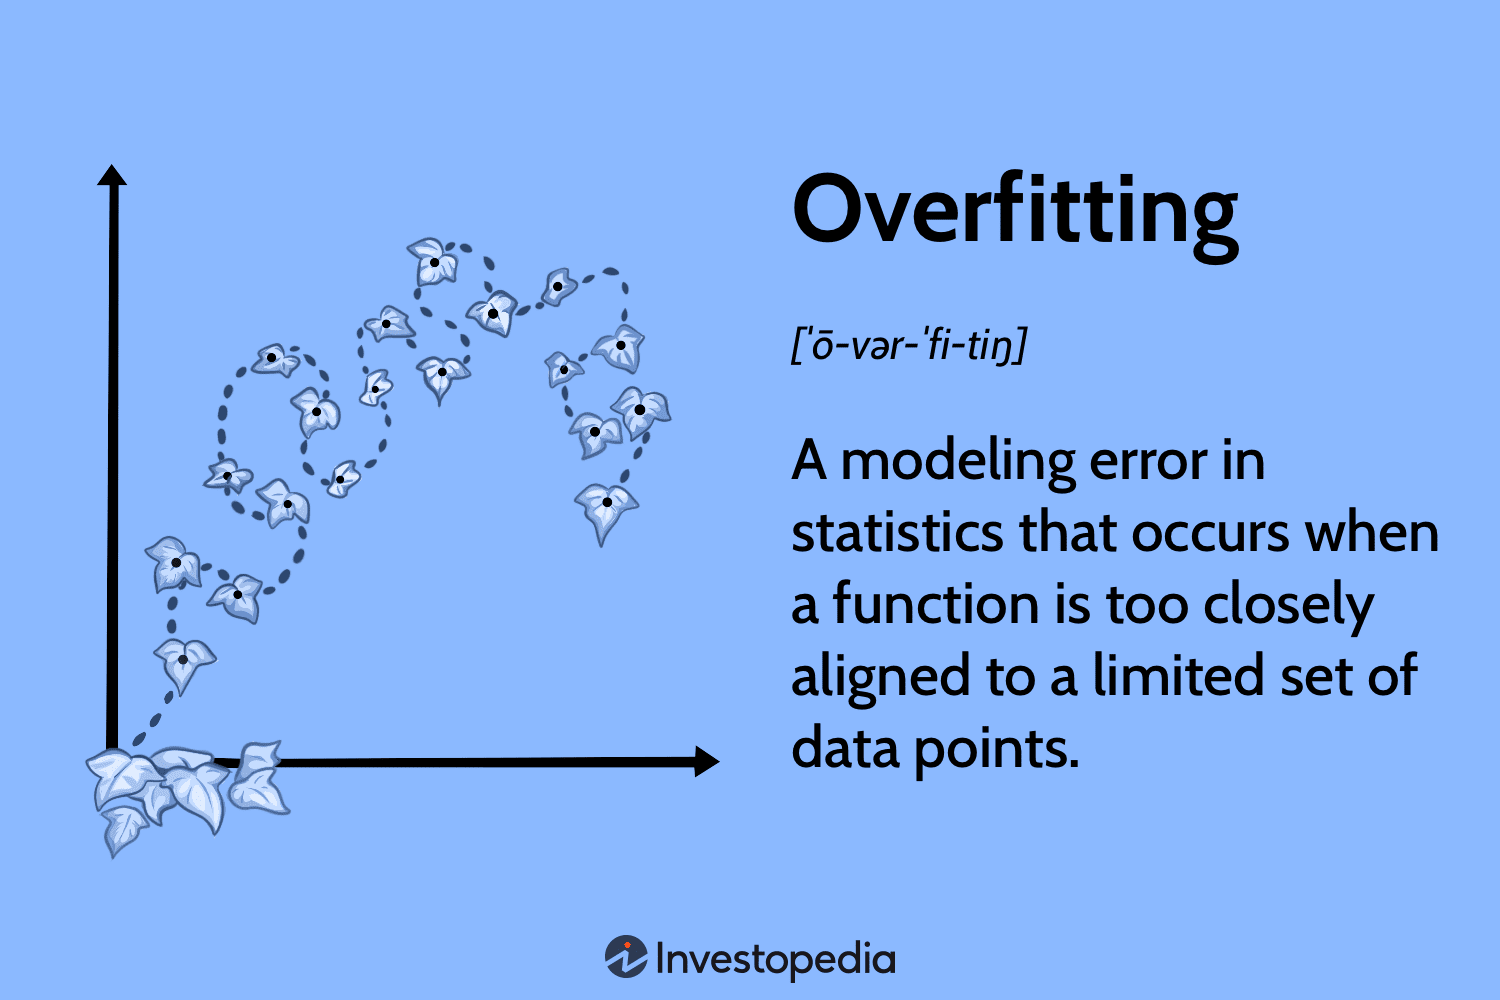 Overfitting
[ˈō-vər-ˈfi-tiŋ]
A modeling error in
statistics that occurs when
a function is too closely
aligned to a limited set of
data points.
Investopedia